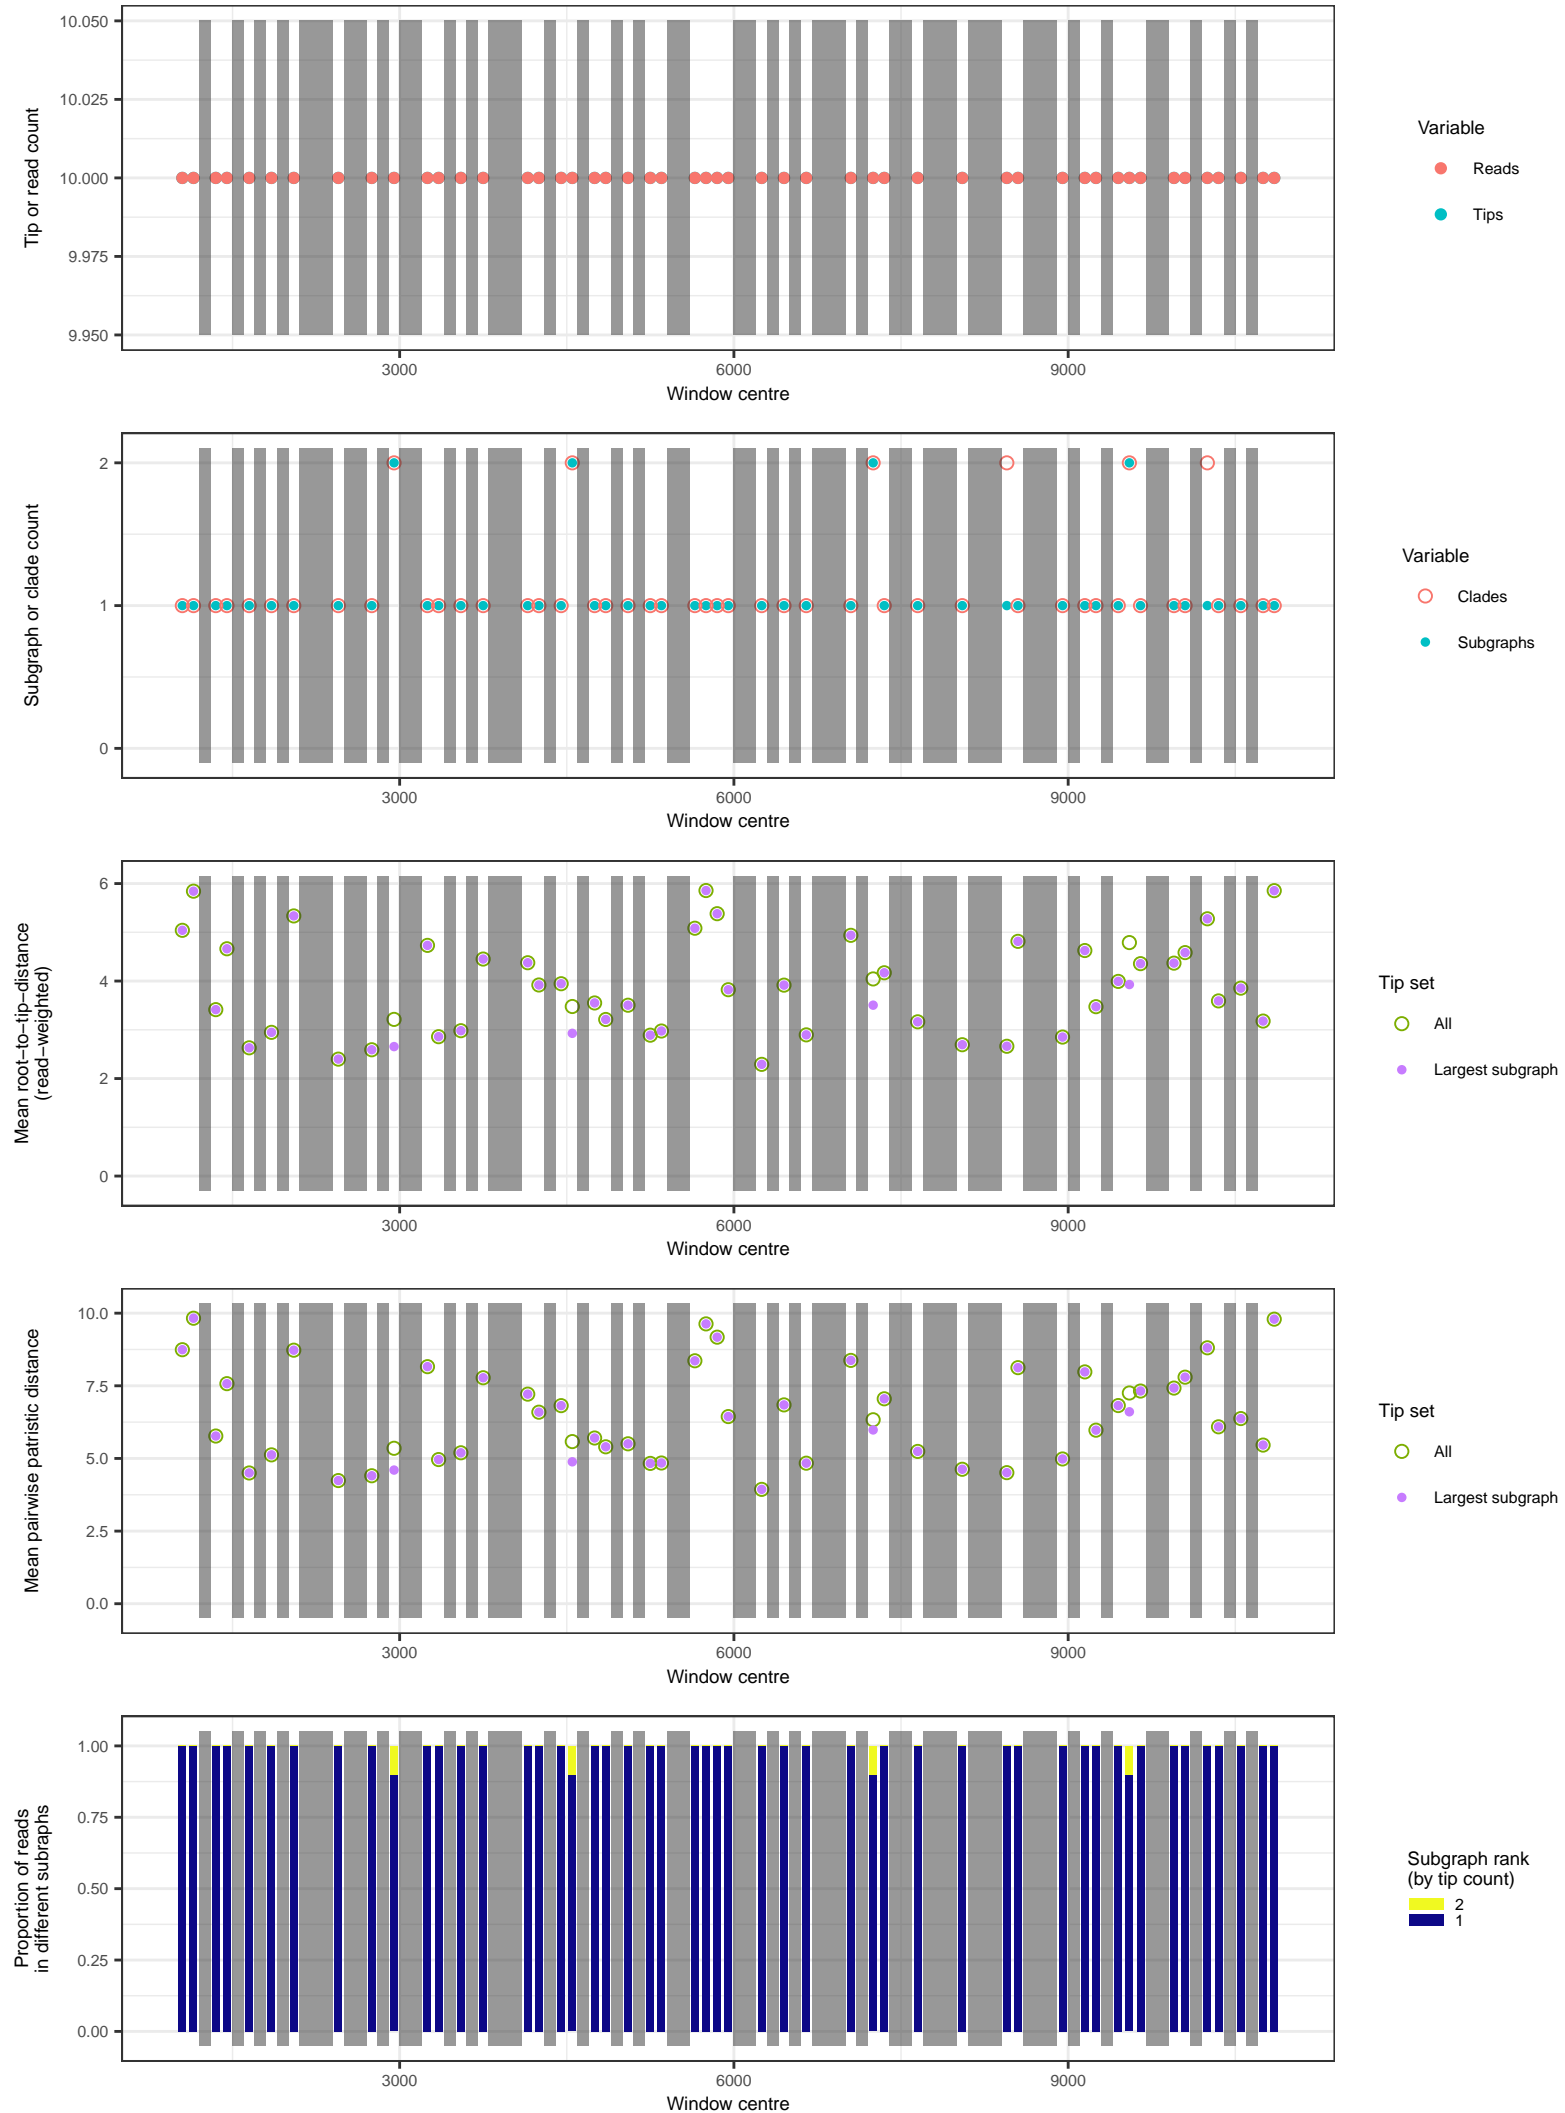 10.050
10.025
10.000
9.975
9.950
Tip or read count
3000
6000
9000
Window centre
Variable
Reads
Tips
2
1
0
Subgraph or clade count
3000
6000
9000
Window centre
Variable
Clades
Subgraphs
6
4
2
0
Mean root-to-tip-distance
(read-weighted)
3000
6000
9000
Window centre
Tip set
All
Largest subgraph
10.0
7.5
5.0
2.5
0.0
Mean pairwise patristic distance
3000
6000
9000
Window centre
Tip set
All
Largest subgraph
1.00
0.75
0.50
0.25
0.00
Proportion of reads
in different subraphs
3000
6000
9000
Window centre
Subgraph rank
(by tip count)
2
1